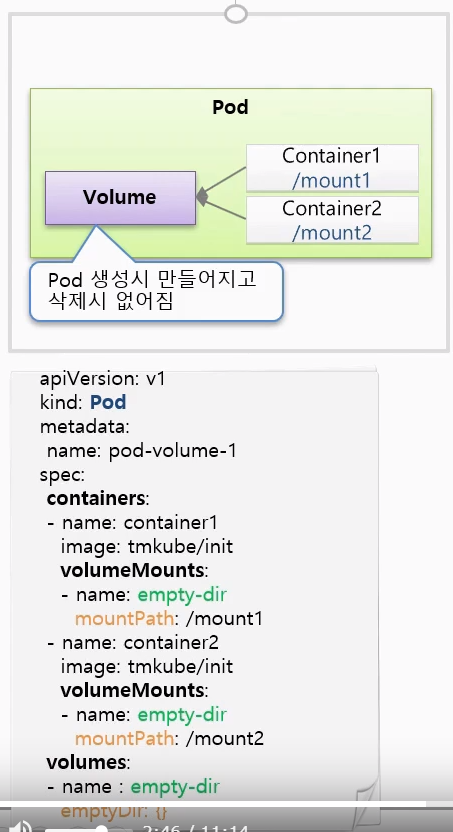 Pod
Container1
/mount1
Volume
Container2
/mount2
Pod 생성시 만들어지고
삭제시 없어짐
apiVersion: v1
kind: Pod
metadata:
name: pod-volume-1
spec:
containers:
- name: container1
image: tmkube/init
volumeMounts:
- name: empty-dir
mountPath: /mount1
- name: container2
image: tmkube/init
volumeMounts:
- name: empty-dir
mountPath: /mount2
volumes:
- name : empty-dir
emptyDir: {}
2:46 / 11:14